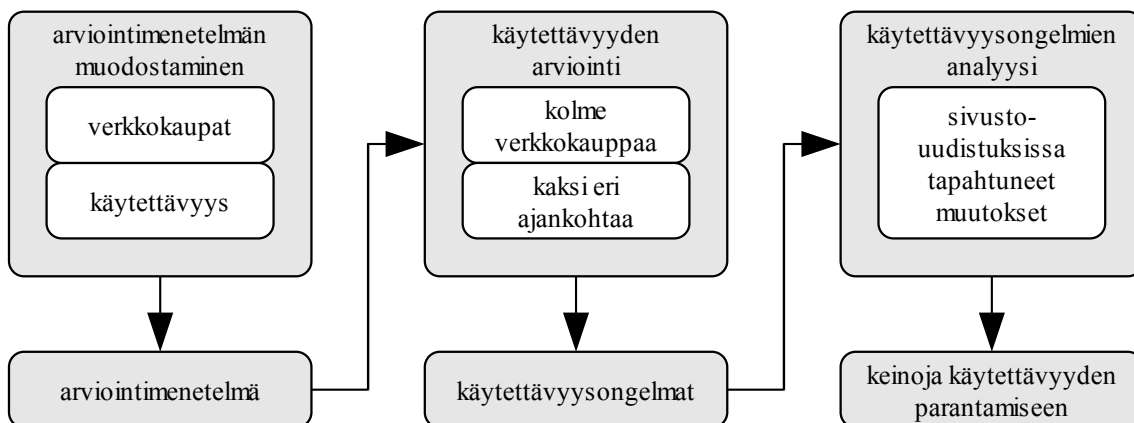 arviointimenetelmän
muodostaminen
verkkokaupat
käytettävyys
arviointimenetelmä
käytettävyyden
arviointi
kolme
verkkokauppaa
kaksi eri
ajankohtaa
käytettävyysongelmat
käytettävyysongelmien
analyysi
sivusto-
uudistuksissa
tapahtuneet
muutokset
keinoja käytettävyyden
parantamiseen